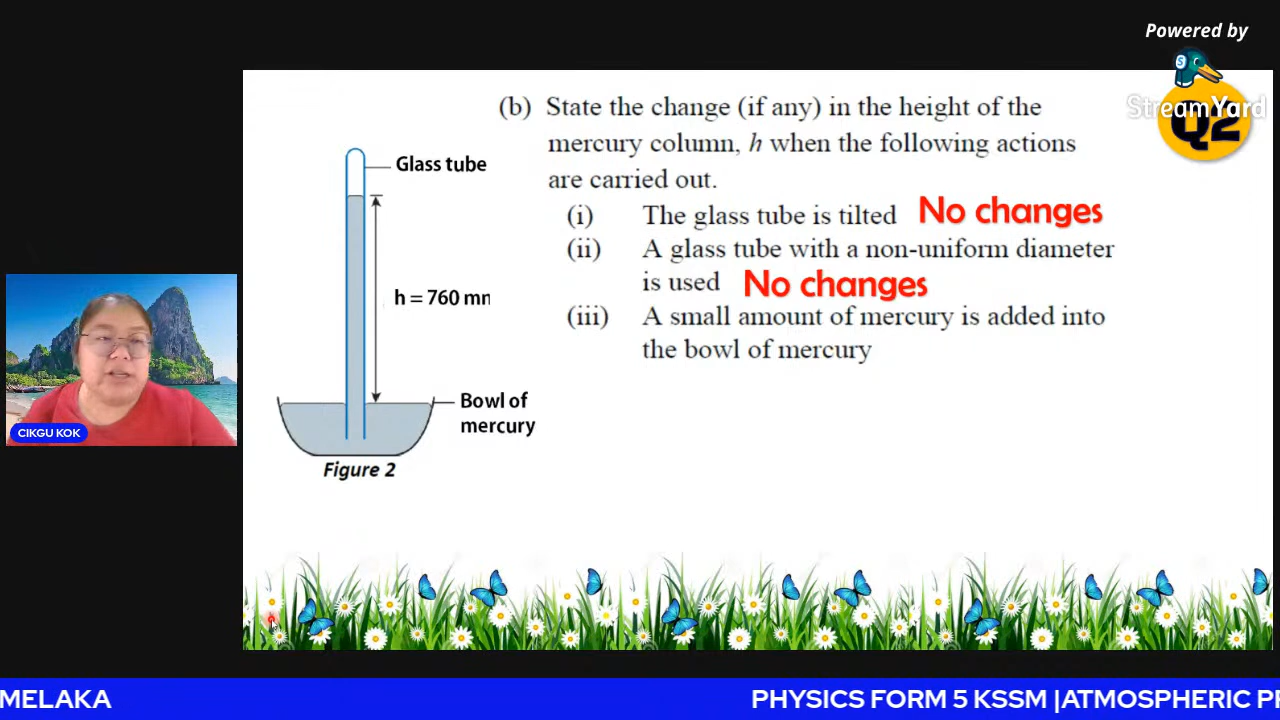 Powered by
StreamYard
Q2
(b) State the change (if any) in the height of the
mercury column, h when the following actions
are carried out.
(i) The glass tube is tilted No changes
(ii) A glass tube with a non-uniform diameter
is used No changes
(iii) A small amount of mercury is added into
the bowl of mercury
Glass tube
h = 760 mn
Bowl of
mercury
Figure 2
CIKGU KOK
MELAKA
PHYSICS FORM 5 KSSM |ATMOSPHERIC